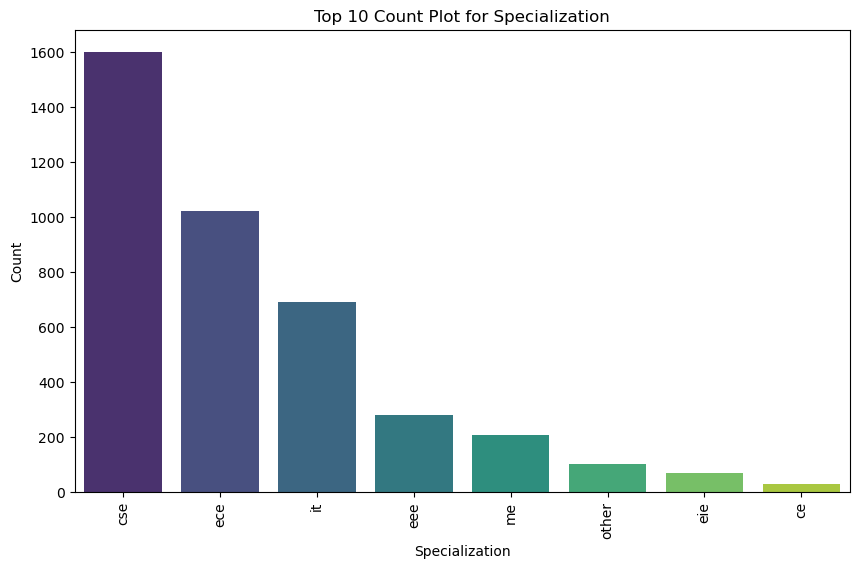 Top 10 Count Plot for Specialization
1600
1400
1200
1000
800
600
400
200
0
Count
cse
ece
it
eee
me
other
eie
ce
Specialization